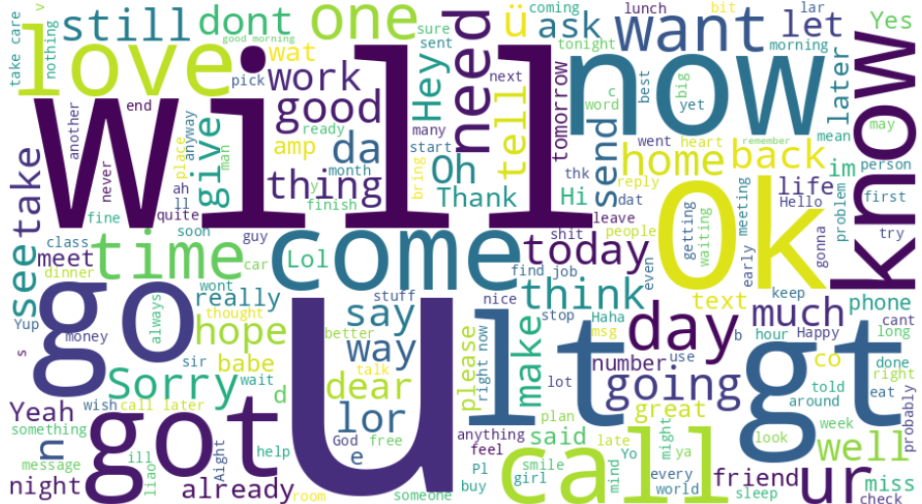 v
take care
nothing
still
good morning
dont
one
ü
coming
ask
lunch
bit
lar
want
let
Yes
love
wat
pick
work
Hey
sure
sent
need
tonight
now
morning
later
know
will
another
end
never
anyway
place
good
ready
many
next
tell
tomorrow
c
word
best
big
yet
mean
may
seetake
give
man
amp
da
month
start
bring
Oh
Thank
thing
y
finish
Hi
thk
send
went
heart
remember
home
back
reply
dat
im
person
life
Hello
first
fine
ah
ll
quite
soon
guy
leave
shit
people
Ok
getting
waiting
early
meeting
gonna
problem
try
class
meet
dinner
time
wont
car
Lol
come
today
find job
even
go
Yup
money
s
always
really
thought
hope
sir
babe
stuff
say
better
way
talk
right now
nice
stop
think
Haha
msg
text
day
b
hour
keep
much
Happy
phone
cant
long
Sorry
wait
d
dear
u
please
make
lt
lot
number
use
going
co
gt
told
around
done
right
eat
probably
Yeah
something
n
wish
call later
got
lor
God
free
e
plan
great
look
week
well
message
night
ill
liao
Aight
already
help
room
someone
anything
feel
Pl
buy
said
smile
girl
late
Yo
mind
call
might
ya
every
world
friend
sleep
ur
miss
check